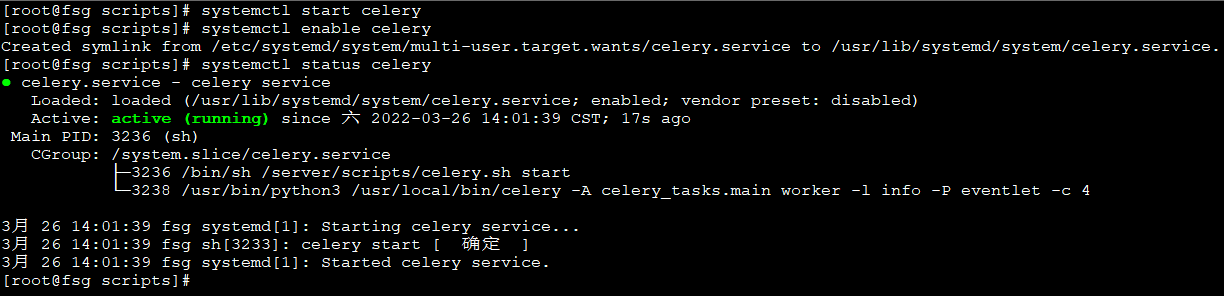 [root@fsg scripts]# systemctl start celery
[root@fsg scripts]# systemctl enable celery
Created symlink from /etc/systemd/system/multi-user.target.wants/celery.service to /usr/lib/systemd/system/celery.service.
[root@fsg scripts]# systemctl status celery
● celery.service - celery service
   Loaded: loaded (/usr/lib/systemd/system/celery.service; enabled; vendor preset: disabled)
   Active: active (running) since 六 2022-03-26 14:01:39 CST; 17s ago
 Main PID: 3236 (sh)
   CGroup: /system.slice/celery.service
           ├─3236 /bin/sh /server/scripts/celery.sh start
           └─3238 /usr/bin/python3 /usr/local/bin/celery -A celery_tasks.main worker -l info -P eventlet -c 4

3月 26 14:01:39 fsg systemd[1]: Starting celery service...
3月 26 14:01:39 fsg sh[3233]: celery start [  确定  ]
3月 26 14:01:39 fsg systemd[1]: Started celery service.
[root@fsg scripts]#